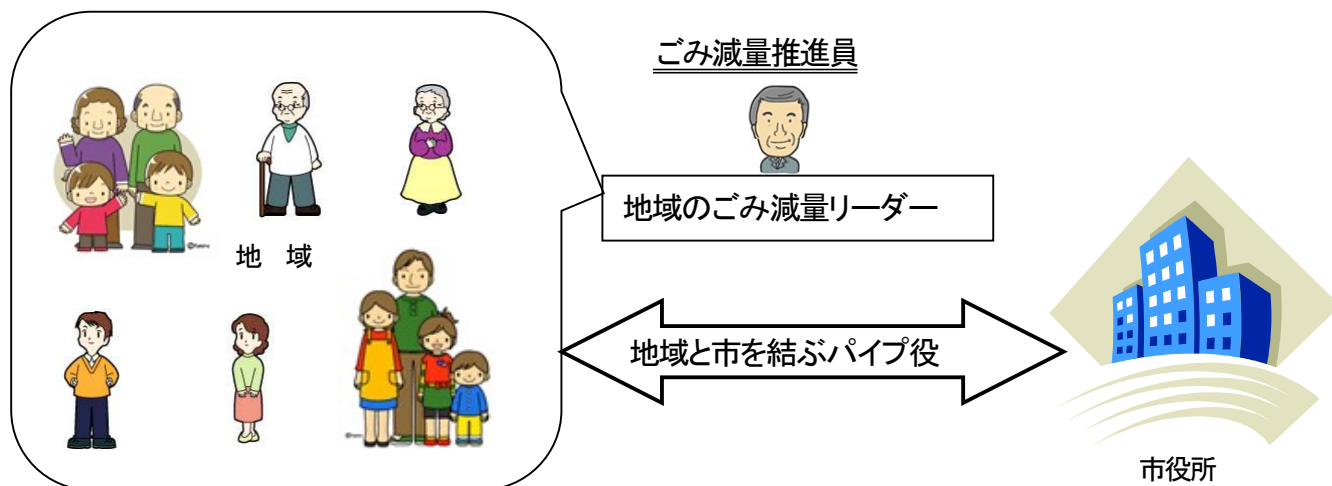 ごみ減量推進員
地域のごみ減量リーダー
地　域
地域と市を結ぶパイプ役
市役所